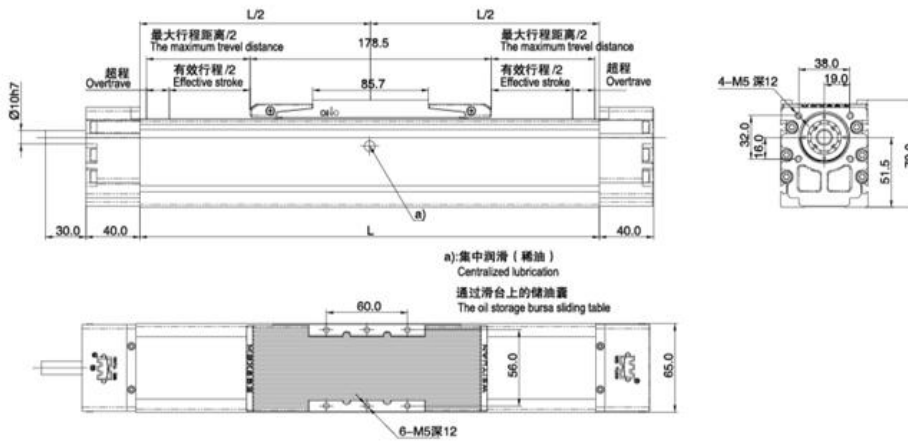 L/2
L/2
最大行程距离/2
The maximum trevel distance
178.5
最大行程距离/2
The maximum trevel distance
超程
Overtrave
有效行程/2
Effective stroke
85.7
有效行程/2
Effective stroke
超程
Overtrave
Ø10h7
a)
30.0
40.0
L
40.0
38.0
19.0
4-M5 深12
32.0
16.0
51.5
a):集中润滑(稀油)
Centralized lubrication
通过滑台上的储油囊
The oil storage bursa sliding table
60.0
56.0
65.0
6-M5深12